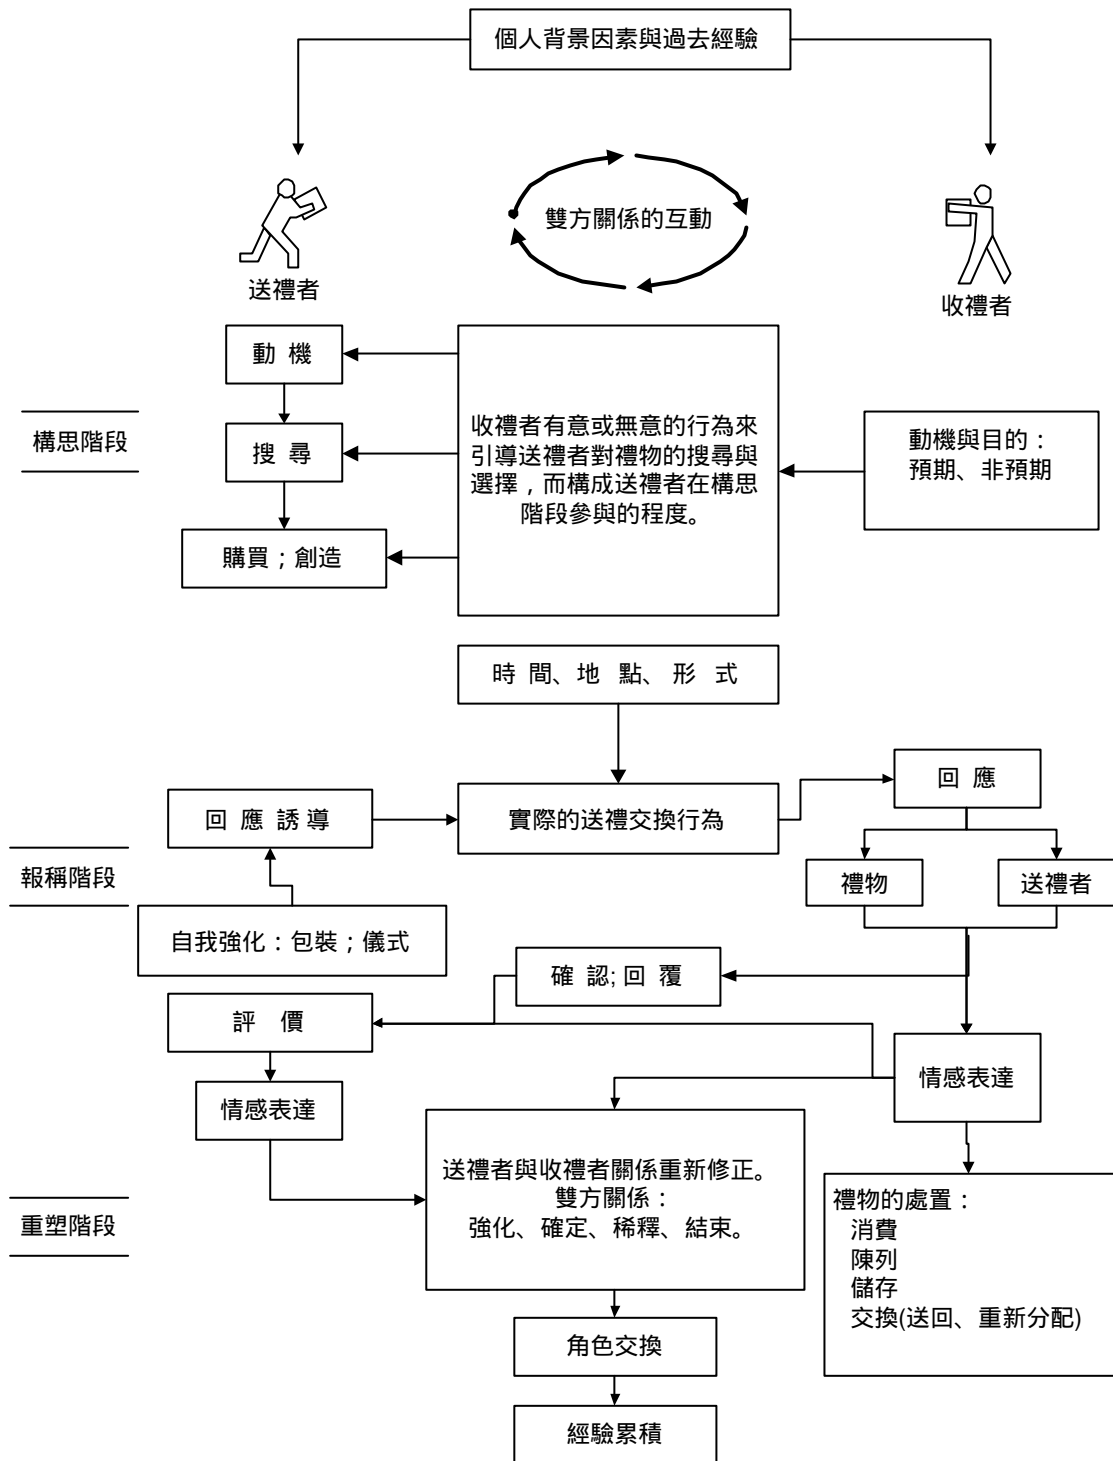 個人背景因素與過去經驗
雙方關係的互動
送禮者
收禮者
動 機
構思階段
搜 尋
購買；創造
收禮者有意或無意的行為來
引導送禮者對禮物的搜尋與
選擇，而構成送禮者在構思
階段參與的程度。
動機與目的：
預期、非預期
時 間、地 點、形 式
回 應
回 應 誘 導
實際的送禮交換行為
報稱階段
禮物
送禮者
自我強化：包裝；儀式
確 認; 回 覆
評 價
情感表達
情感表達
重塑階段
送禮者與收禮者關係重新修正。
雙方關係：
強化、確定、稀釋、結束。
禮物的處置：
消費
陳列
儲存
交換(送回、重新分配)
角色交換
經驗累積